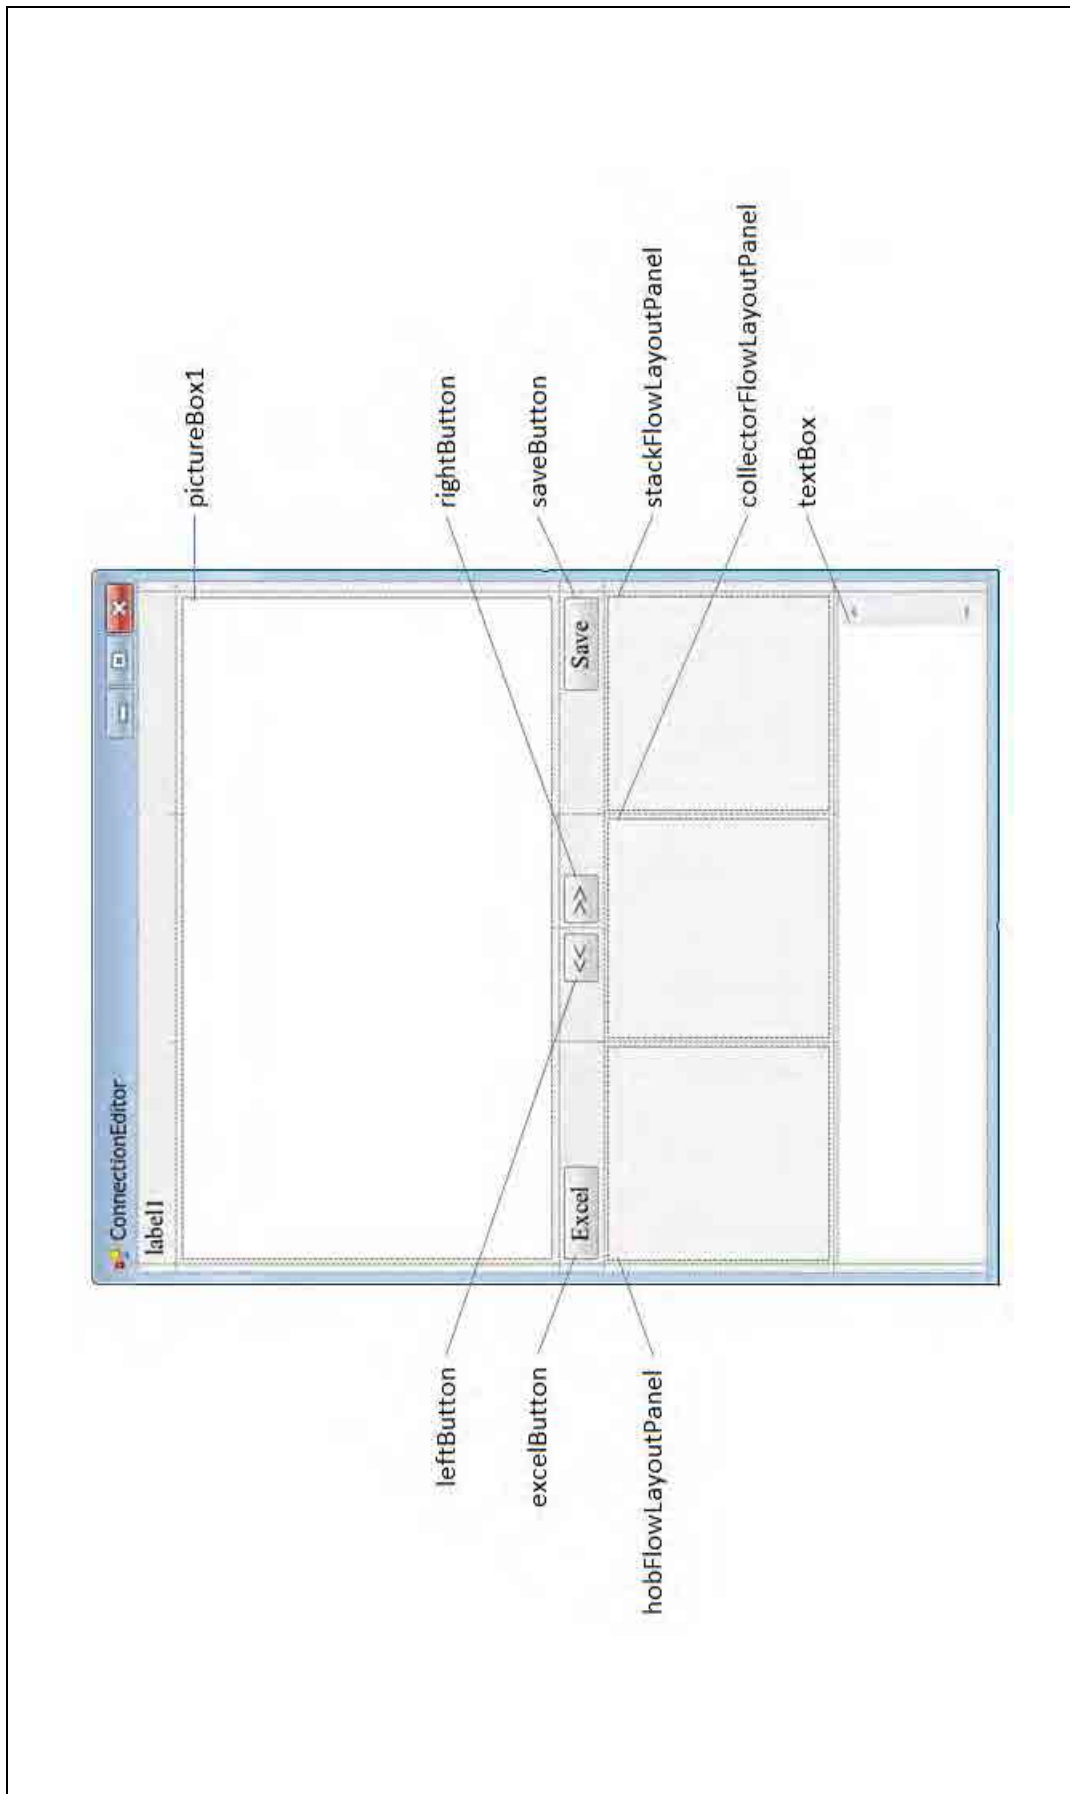 ConnectionEditor
label1
pictureBox1
leftButton
rightButton
excelButton
saveButton
Excel
<<
>>
Save
hobFlowLayoutPanel
stackFlowLayoutPanel
collectorFlowLayoutPanel
textBox